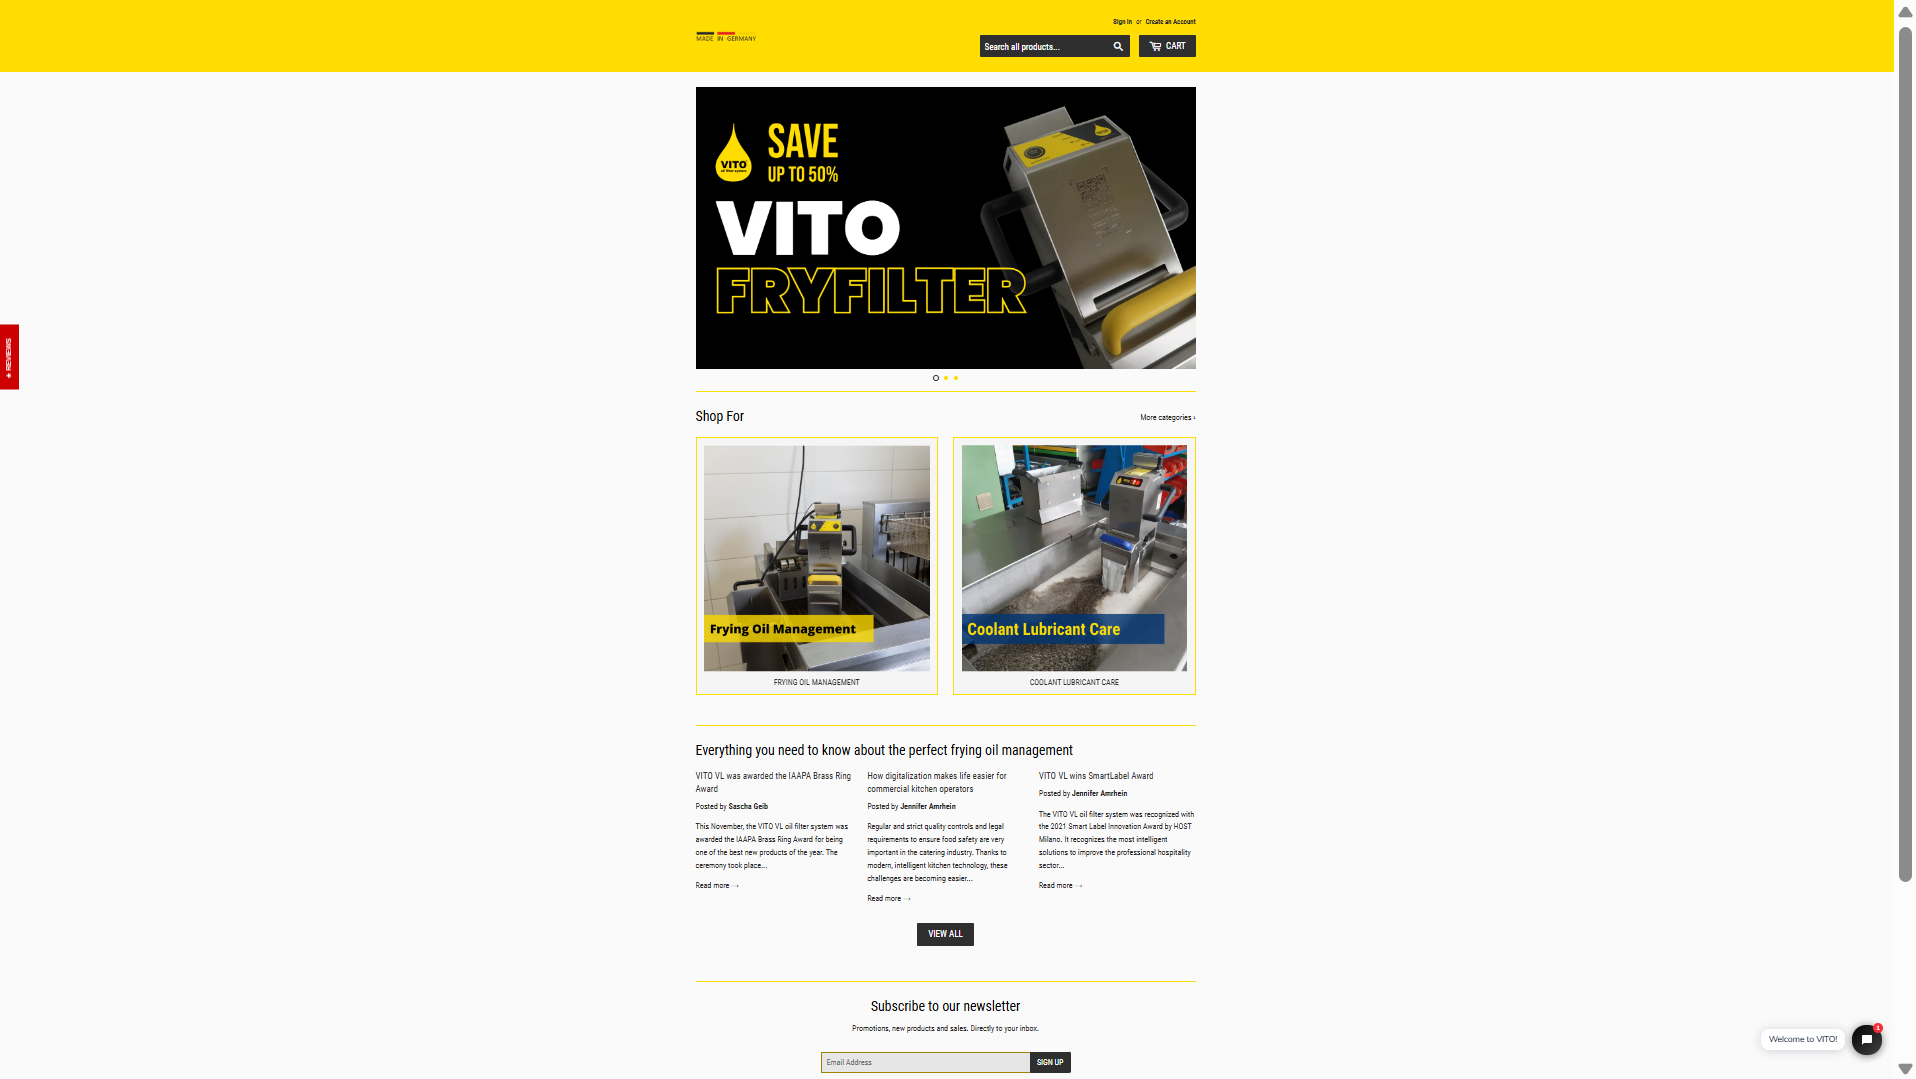 Sign in or Create an Account
MADE IN GERMANY
Search all products...
CART
VITO
oil filter system
SAVE
UP TO 50%
VITO
FRYFILTER
★ REVIEWS
Shop For
More categories ›
Frying Oil Management
Coolant Lubricant Care
FRYING OIL MANAGEMENT
COOLANT LUBRICANT CARE
Everything you need to know about the perfect frying oil management
VITO VL was awarded the IAAPA Brass Ring
Award
Posted by Sascha Geib
This November, the VITO VL oil filter system was
awarded the IAAPA Brass Ring Award for being
one of the best new products of the year. The
ceremony took place...
Read more →
How digitalization makes life easier for
commercial kitchen operators
Posted by Jennifer Amrhein
Regular and strict quality controls and legal
requirements to ensure food safety are very
important in the catering industry. Thanks to
modern, intelligent kitchen technology, these
challenges are becoming easier...
Read more →
VITO VL wins SmartLabel Award
Posted by Jennifer Amrhein
The VITO VL oil filter system was recognized with
the 2021 Smart Label Innovation Award by HOST
Milano. It recognizes the most intelligent
solutions to improve the professional hospitality
sector...
Read more →
VIEW ALL
Subscribe to our newsletter
Promotions, new products and sales. Directly to your inbox.
Email Address
SIGN UP
Welcome to VITO!
1